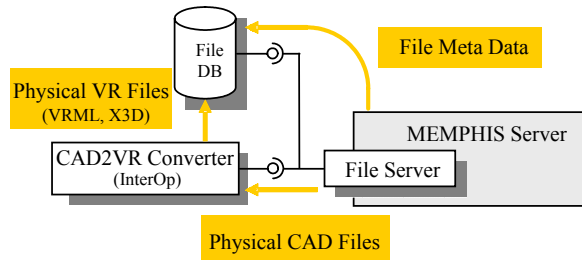 File
DB
File Meta Data
Physical VR Files
(VRML, X3D)
MEMPHIS Server
CAD2VR Converter
(InterOp)
File Server
Physical CAD Files